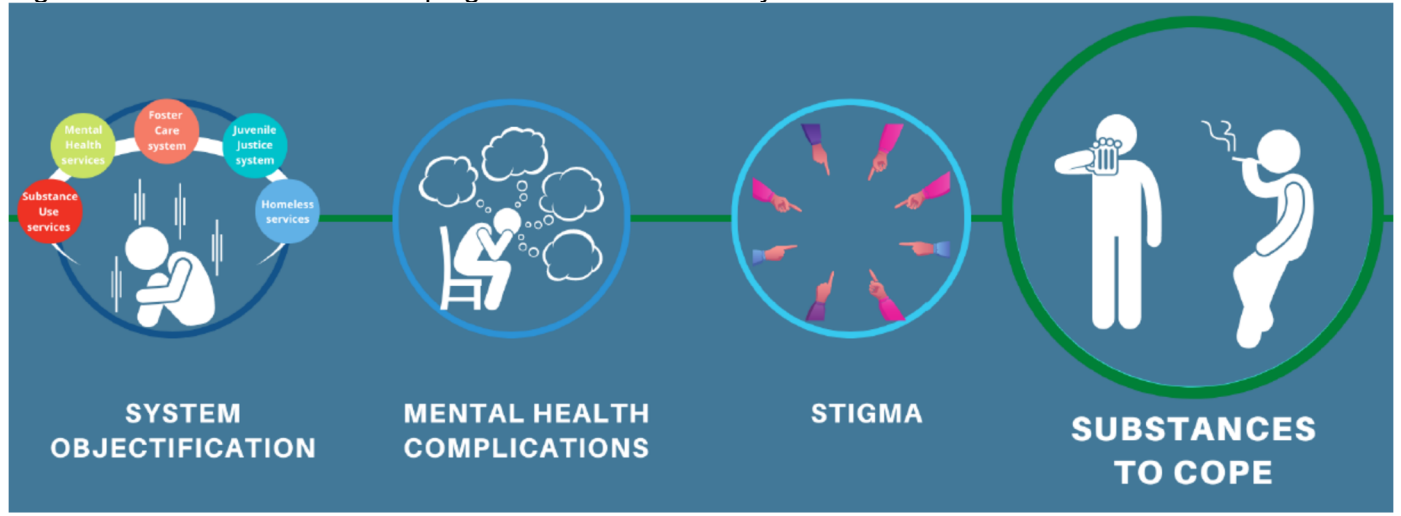 Mental
Health
services
Foster
Care
system
Juvenile
Justice
system
Substance
Use
services
Homeless
services
SYSTEM
OBJECTIFICATION
MENTAL HEALTH
COMPLICATIONS
STIGMA
SUBSTANCES
TO COPE